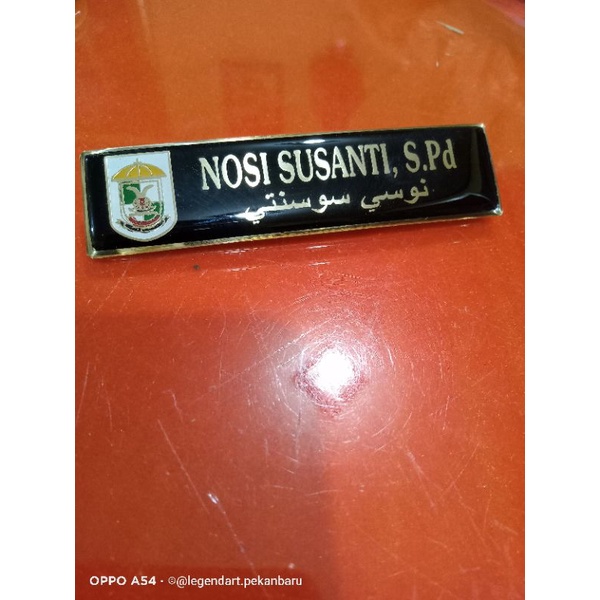 NOSI SUSANTI, S.Pd
نوسي سوسنتي
OPPO A54 · ©@legendart.pekanbaru